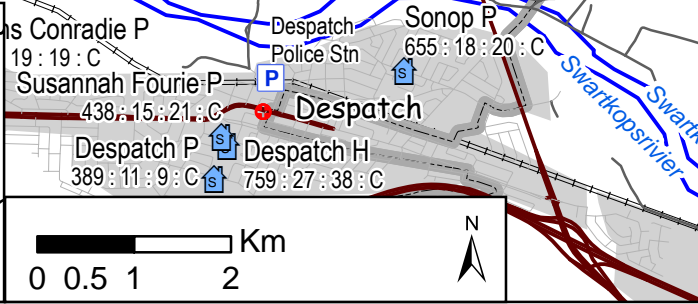 ns Conradie P
19 : 19 : C
Despatch
Police Stn
Sonop P
655 : 18 : 20 : C
Susannah Fourie P
438 : 15 : 21 : C
P
Despatch
S
Swartkopsrivier
Swartk
Despatch P
389 : 11 : 9 : C
S
S
Despatch H
759 : 27 : 38 : C
Km
0 0.5 1 2
N